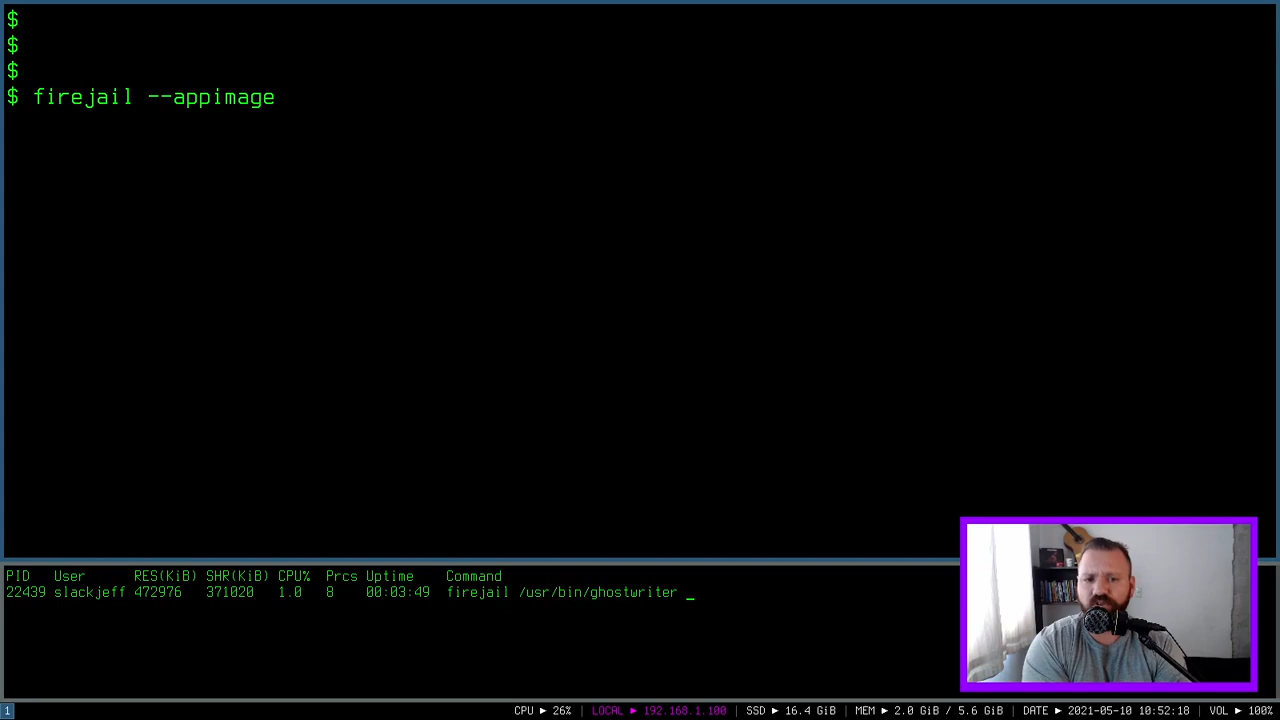 $
$
$
$ firejail --appimage
PID User RES(KiB) SHR(KiB) CPU% Prcs Uptime Command
22439 slackjeff 472976 371020 1.0 8 00:03:49 firejail /usr/bin/ghostwriter _
1 CPU ► 26% | LOCAL ► 192.168.1.100 | SSD ► 16.4 GiB | MEM ► 2.0 GiB / 5.6 GiB | DATE ► 2021-05-10 10:52:18 | VOL ► 100%